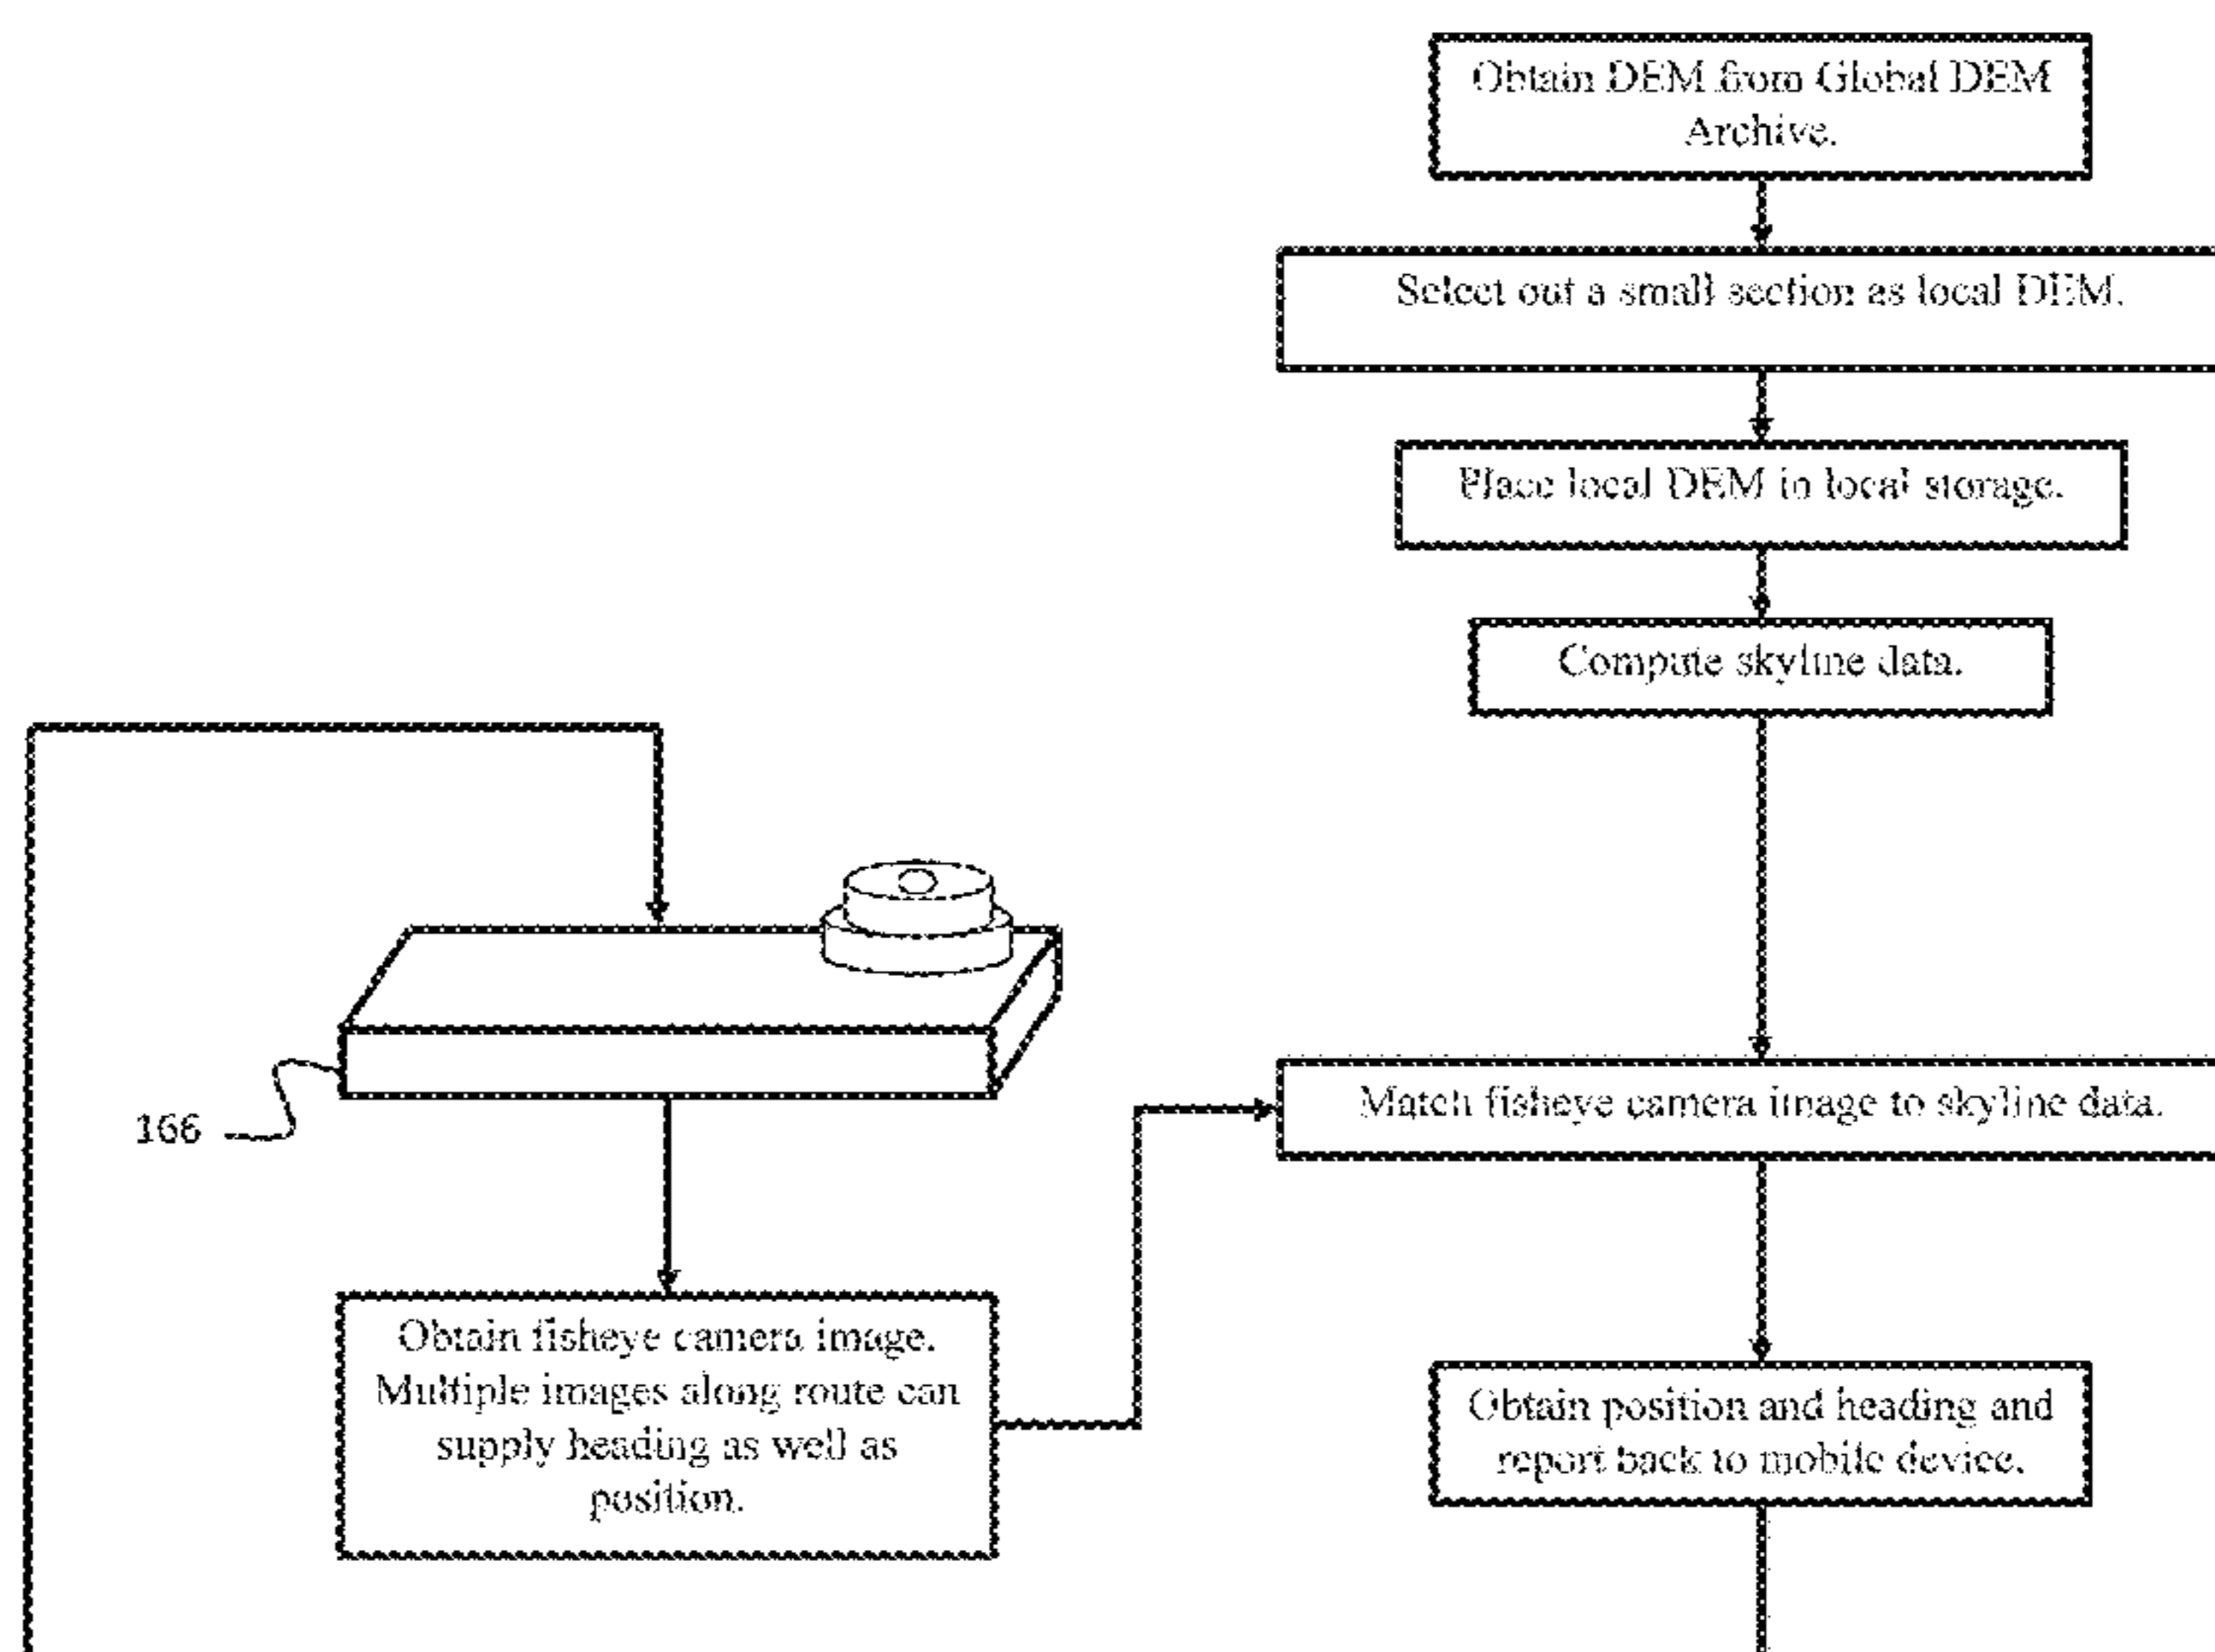 Obtain DEM from Global DEM
Archive.
Select out a small section as local DEM.
Place local DEM in local storage.
Compute skyline data.
166
Match fisheye camera image to skyline data.
Obtain fisheye camera image.
Multiple images along route can
supply heading as well as
position.
Obtain position and heading and
report back to mobile device.